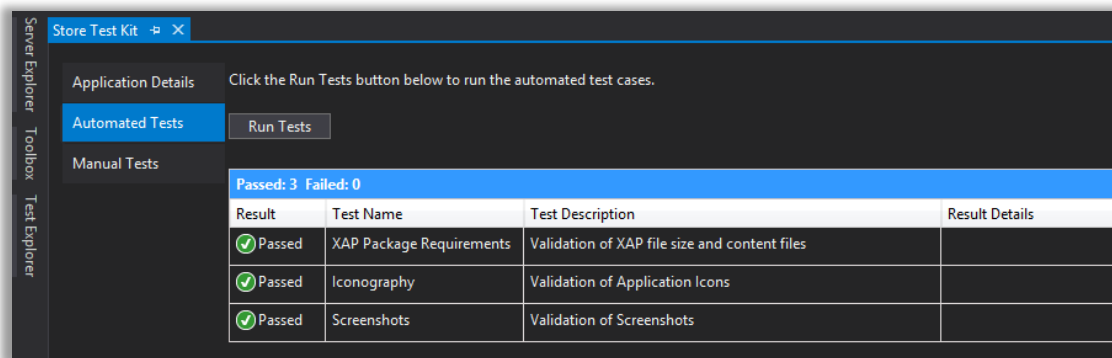 Server Explorer
Toolbox
Test Explorer
Store Test Kit
Application Details
Automated Tests
Manual Tests
Click the Run Tests button below to run the automated test cases.
Run Tests
Passed: 3 Failed: 0
Result Test Name Test Description Result Details
Passed XAP Package Requirements Validation of XAP file size and content files
Passed Iconography Validation of Application Icons
Passed Screenshots Validation of Screenshots